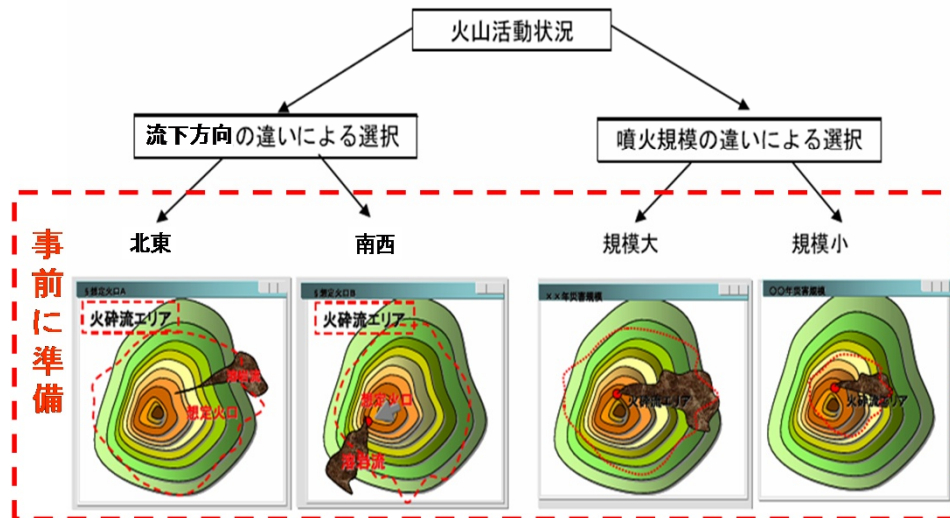 火山活動状況
流下方向の違いによる選択
噴火規模の違いによる選択
事前に準備
北東
南西
規模大
規模小
§想定火口A
火砕流エリア
溶岩流
想定火口
§想定火口B
火砕流エリア
想定火口
溶岩流
××年災害規模
火砕流エリア
〇〇年災害規模
火砕流エリア